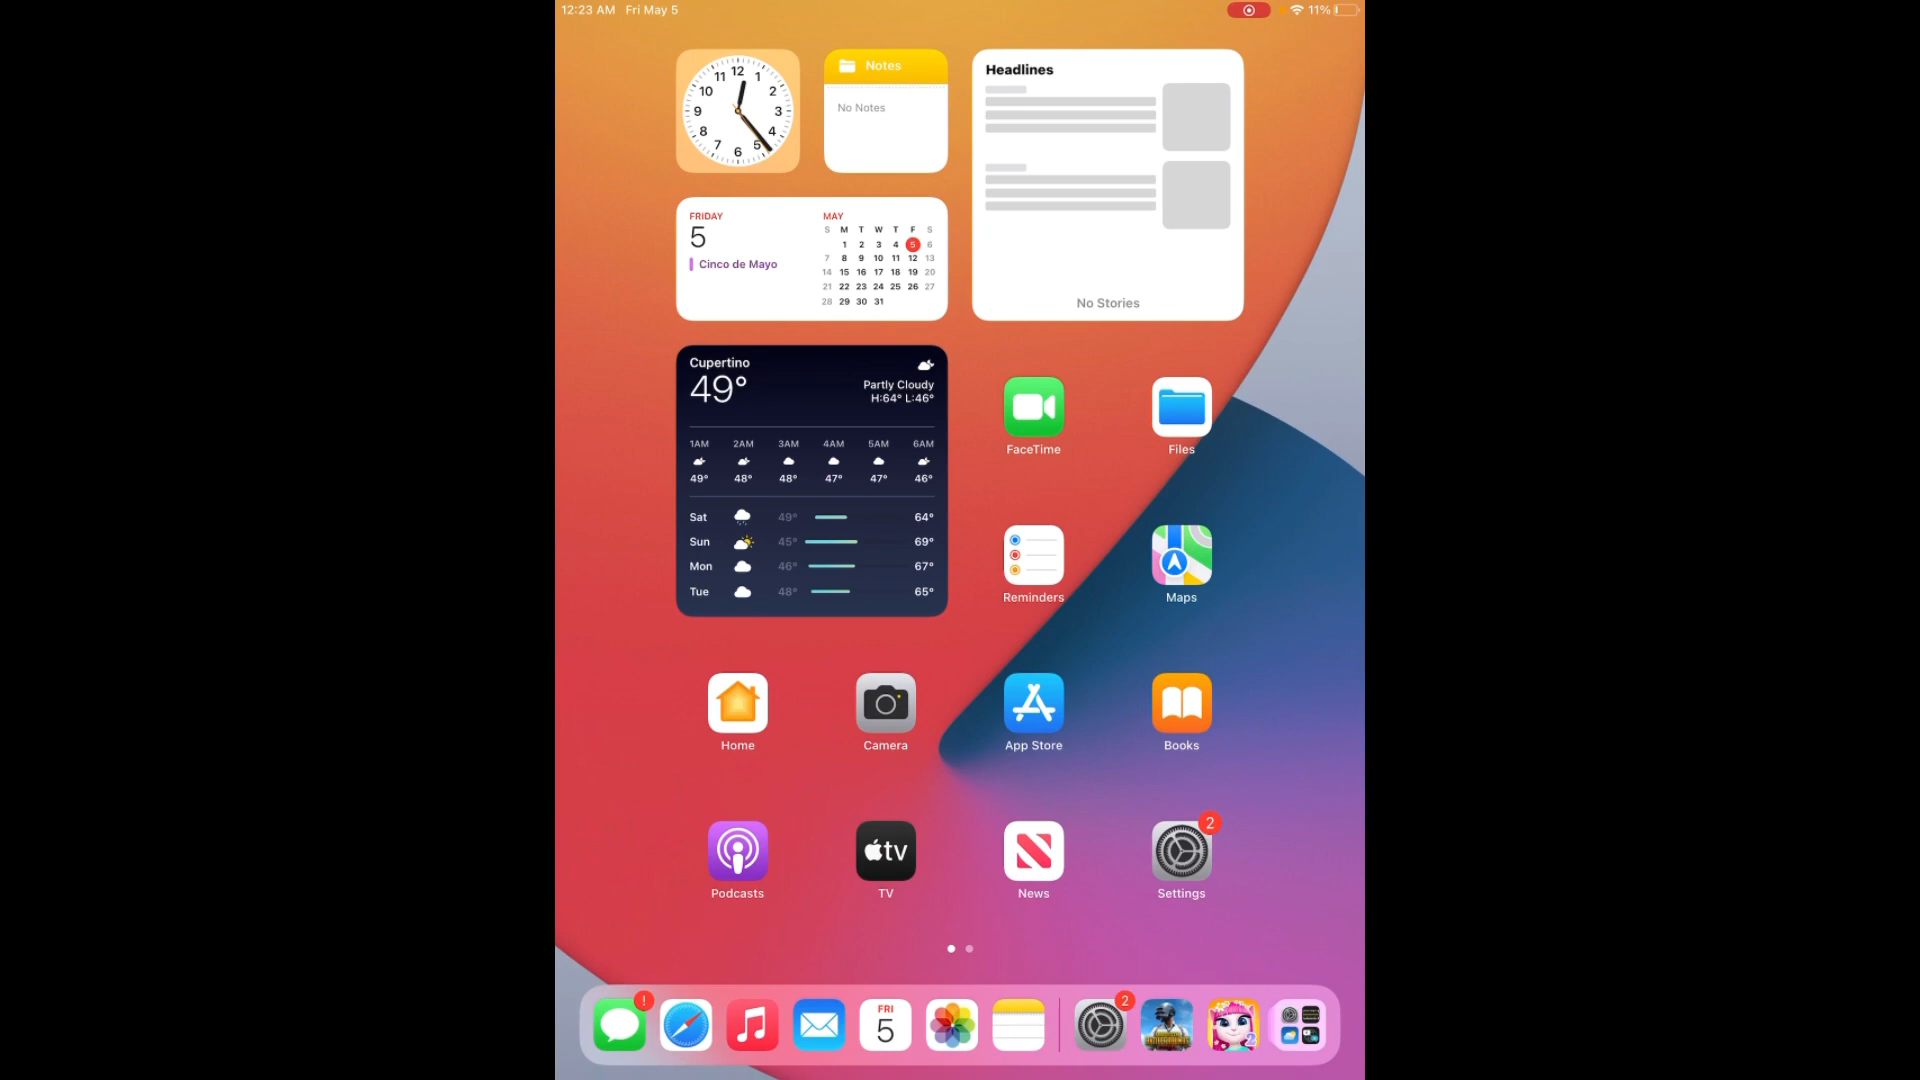 12:23 AM Fri May 5
11%
12
1
2
3
4
5
6
7
8
9
10
11
Notes
No Notes
Headlines
No Stories
FRIDAY
5
Cinco de Mayo
MAY
S M T W T F S
1 2 3 4 5 6
7 8 9 10 11 12 13
14 15 16 17 18 19 20
21 22 23 24 25 26 27
28 29 30 31
Cupertino
49°
Partly Cloudy
H:64° L:46°
1AM 2AM 3AM 4AM 5AM 6AM
49° 48° 48° 47° 47° 46°
Sat 49° 64°
Sun 45° 69°
Mon 46° 67°
Tue 48° 65°
FaceTime
Files
Reminders
Maps
Home
Camera
App Store
Books
2
tv
Podcasts
TV
News
Settings
!
FRI
5
2
2